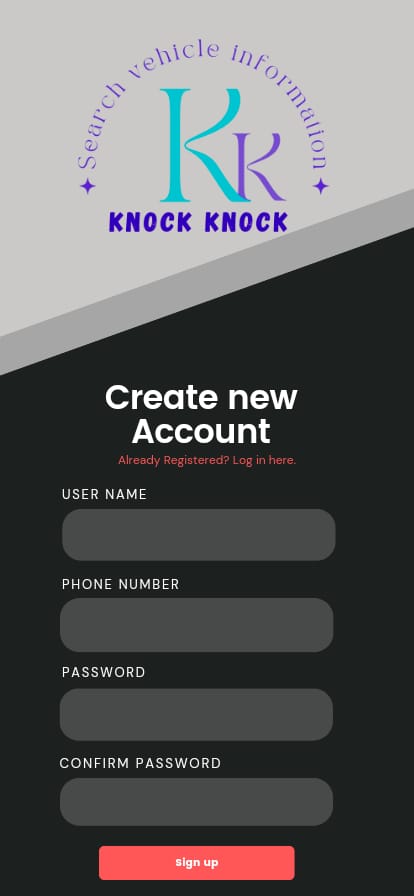 Search vehicle information
Kk
KNOCK KNOCK
Create new
Account
Already Registered? Log in here.
USER NAME
PHONE NUMBER
PASSWORD
CONFIRM PASSWORD
Sign up